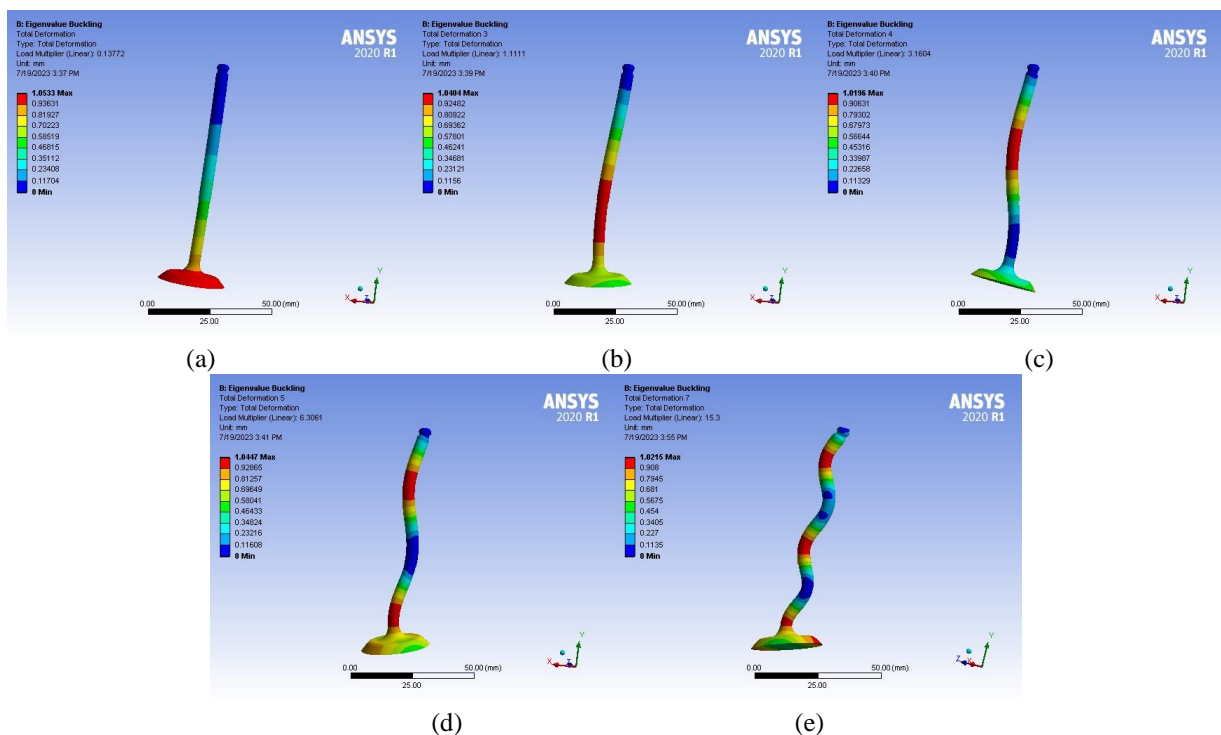 B: Eigenvalue Buckling
Total Deformation
Type: Total Deformation
Load Multiplier (Linear): 0.13772
Unit: mm
7/19/2023 3:37 PM
1.0533 Max
0.93631
0.81927
0.70223
0.58519
0.46815
0.35112
0.23408
0.11704
0 Min
ANSYS
2020 R1
0.00
50.00 (mm)
25.00
X
Y
Z
(a)
B: Eigenvalue Buckling
Total Deformation 3
Type: Total Deformation
Load Multiplier (Linear): 1.1111
Unit: mm
7/19/2023 3:39 PM
1.0404 Max
0.92482
0.80922
0.69362
0.57801
0.46241
0.34681
0.23121
0.1156
0 Min
ANSYS
2020 R1
0.00
50.00 (mm)
25.00
X
Y
Z
(b)
B: Eigenvalue Buckling
Total Deformation 4
Type: Total Deformation
Load Multiplier (Linear): 3.1604
Unit: mm
7/19/2023 3:40 PM
1.0196 Max
0.90631
0.79302
0.67973
0.56644
0.45316
0.33987
0.22658
0.11329
0 Min
ANSYS
2020 R1
0.00
50.00 (mm)
25.00
X
Y
Z
(c)
B: Eigenvalue Buckling
Total Deformation 5
Type: Total Deformation
Load Multiplier (Linear): 6.3061
Unit: mm
7/19/2023 3:41 PM
1.0447 Max
0.92865
0.81257
0.69649
0.58041
0.46433
0.34824
0.23216
0.11608
0 Min
ANSYS
2020 R1
0.00
50.00 (mm)
25.00
X
Y
Z
(d)
B: Eigenvalue Buckling
Total Deformation 7
Type: Total Deformation
Load Multiplier (Linear): 15.3
Unit: mm
7/19/2023 3:55 PM
1.0215 Max
0.908
0.7945
0.681
0.5675
0.454
0.3405
0.227
0.1135
0 Min
ANSYS
2020 R1
0.00
50.00 (mm)
25.00
Z
X
Y
(e)